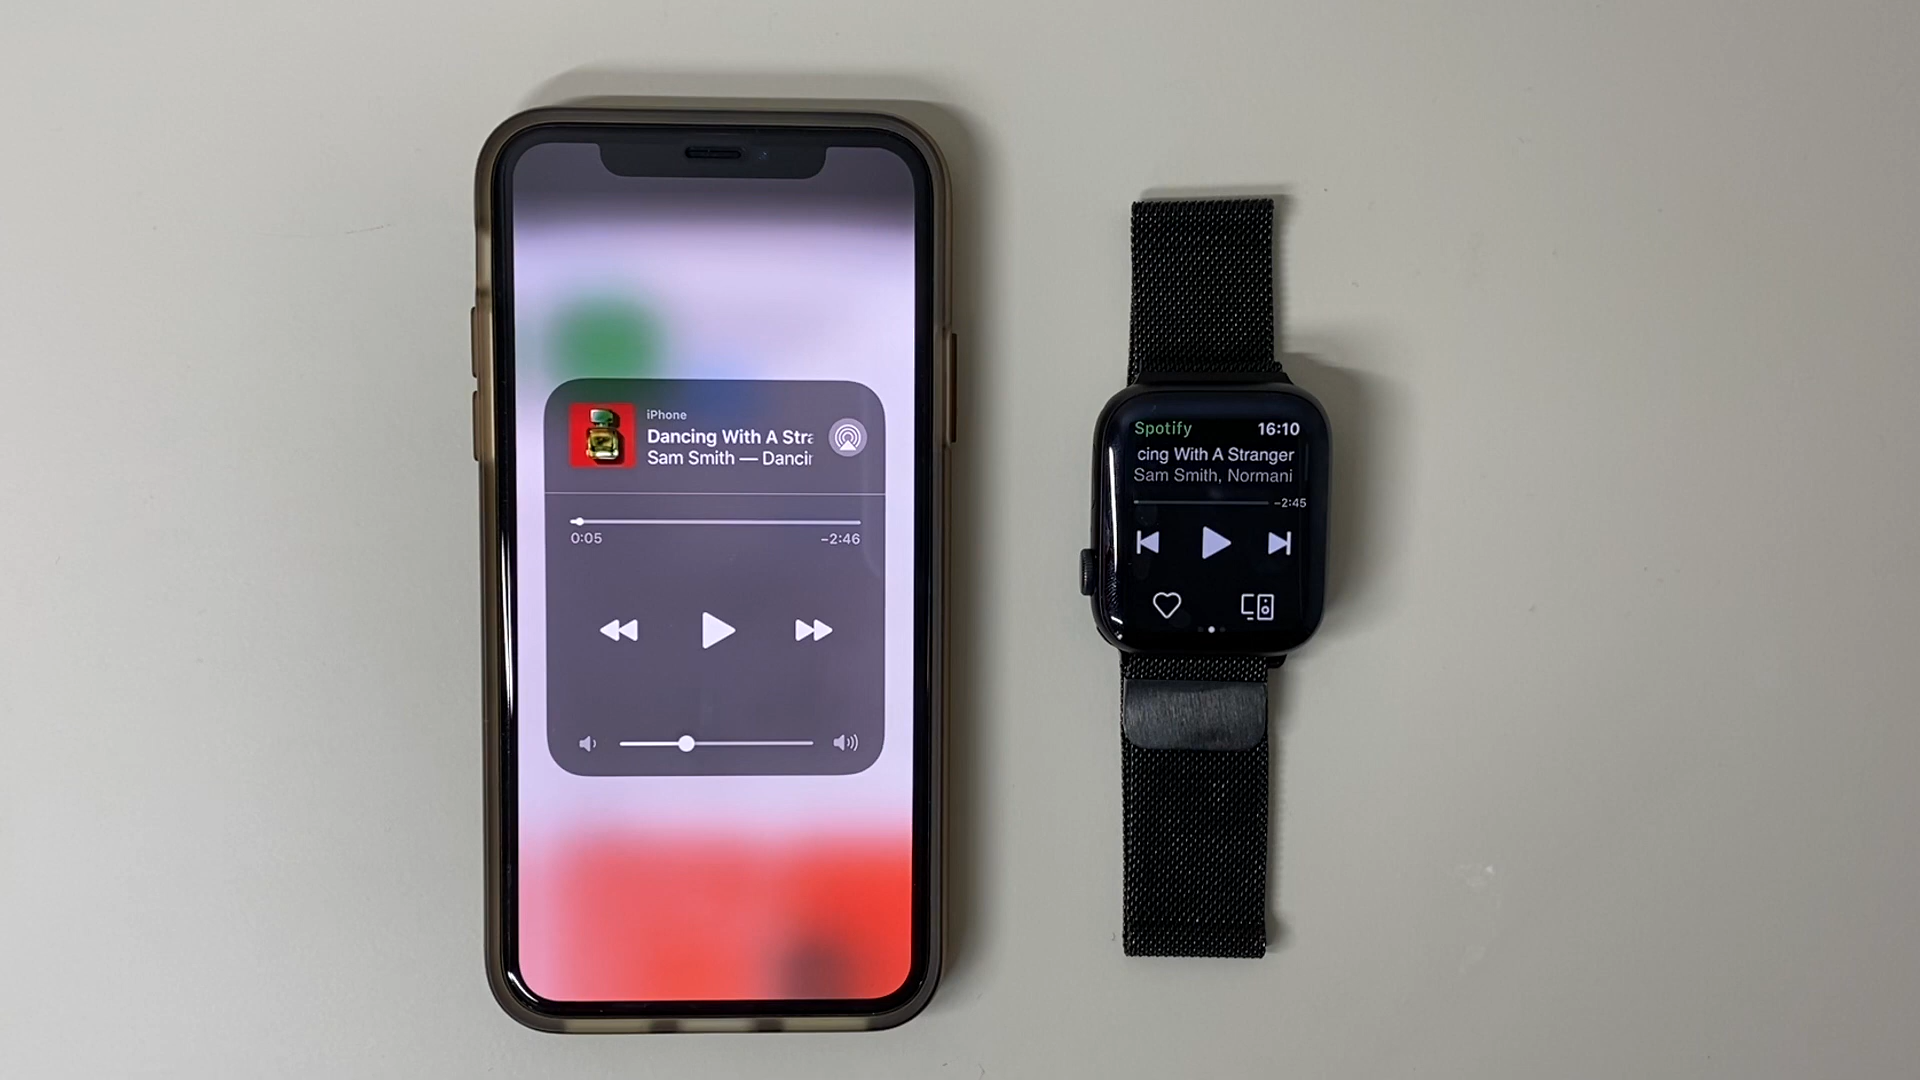 iPhone
Dancing With A Stra
Sam Smith — Dancir
0:05
−2:46
Spotify
16:10
cing With A Stranger
Sam Smith, Normani
−2:45